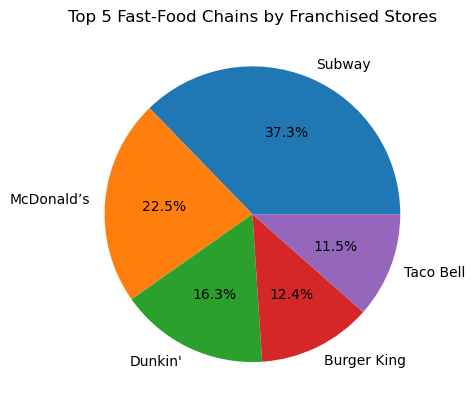 Top 5 Fast-Food Chains by Franchised Stores
Subway
37.3%
McDonald’s
22.5%
Dunkin'
16.3%
Burger King
12.4%
Taco Bell
11.5%